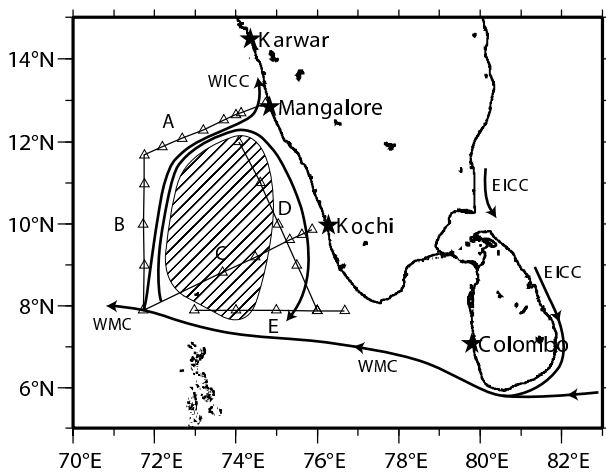 14°N
12°N
10°N
8°N
6°N
70°E
72°E
74°E
76°E
78°E
80°E
82°E
Karwar
WICC
Mangalore
A
EICC
B
D
Kochi
C
EICC
E
WMC
Colombo
WMC